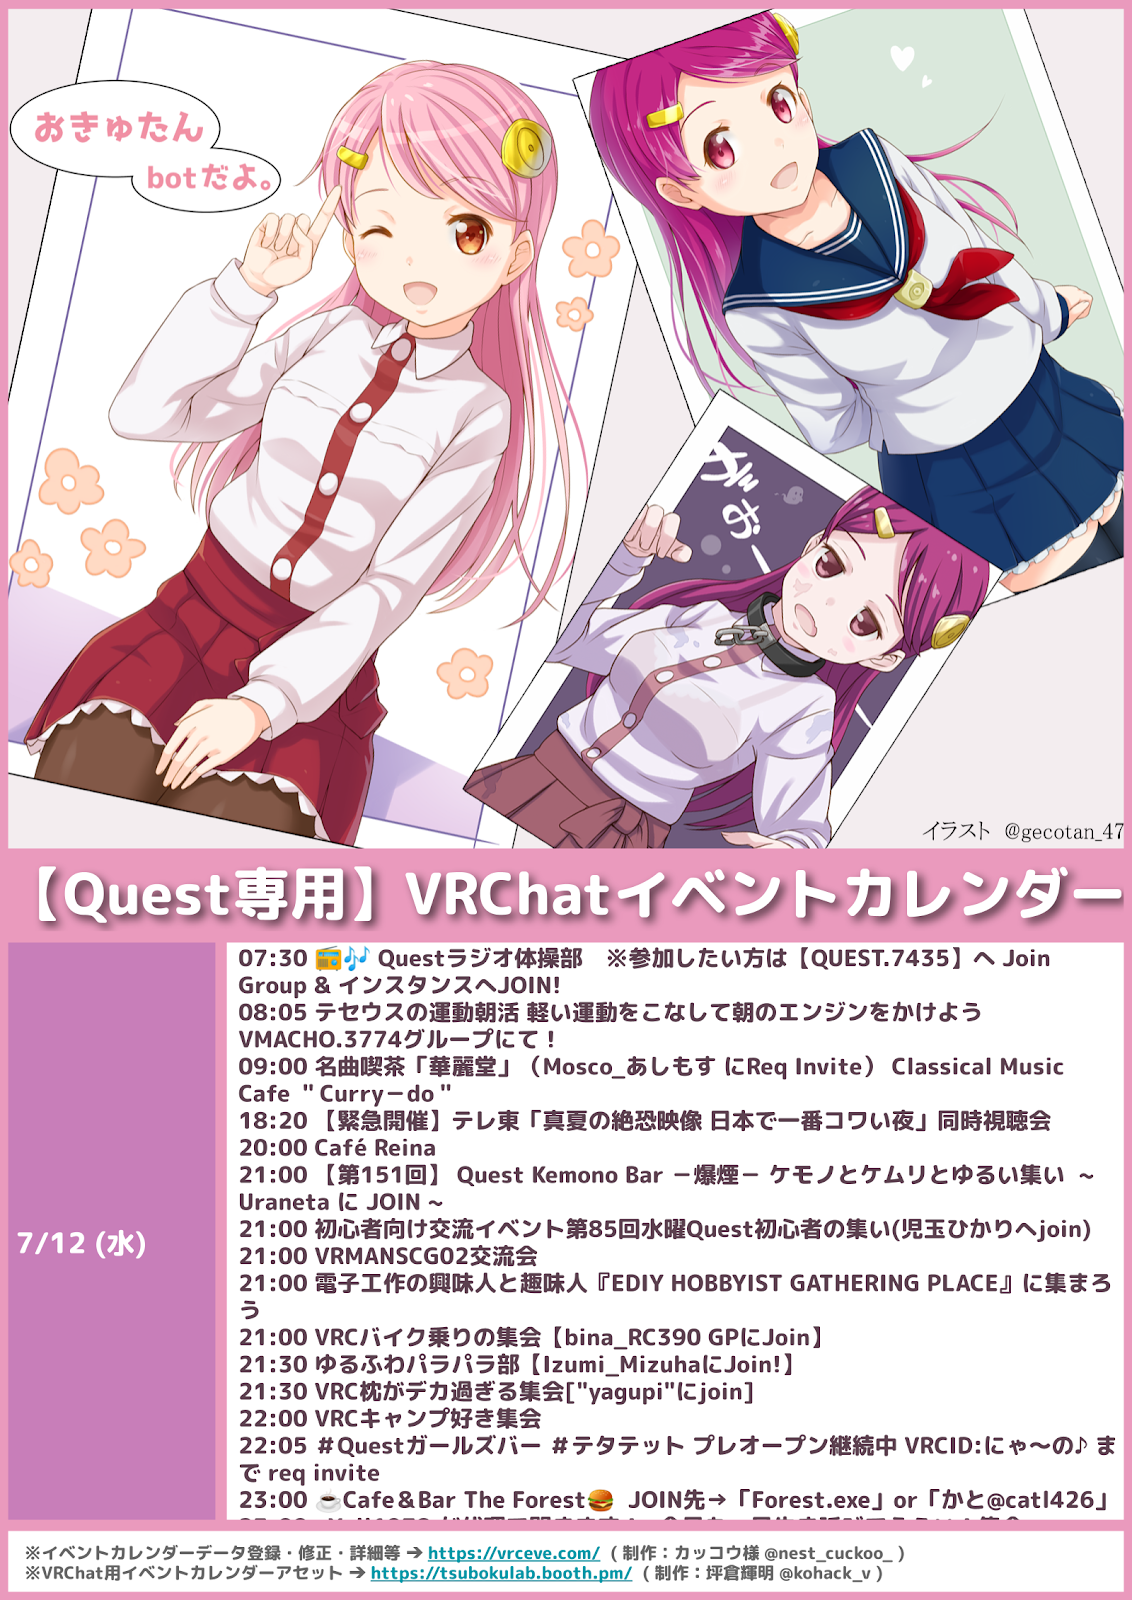 おきゅたん
botだよ。
がおー
イラスト @gecotan_47
【Quest専用】VRChatイベントカレンダー
7/12 (水)
07:30 📻🎶 Questラジオ体操部　※参加したい方は【QUEST.7435】へ Join
Group & インスタンスへJOIN!
08:05 テセウスの運動朝活 軽い運動をこなして朝のエンジンをかけよう
VMACHO.3774グループにて！
09:00 名曲喫茶「華麗堂」（Mosco_あしもす にReq Invite） Classical Music
Cafe ＂Curry－do＂
18:20 【緊急開催】テレ東「真夏の絶恐映像 日本で一番コワい夜」同時視聴会
20:00 Café Reina
21:00 【第151回】 Quest Kemono Bar －爆煙－ ケモノとケムリとゆるい集い ～
Uraneta に JOIN ～
21:00 初心者向け交流イベント第85回水曜Quest初心者の集い(児玉ひかりへjoin)
21:00 VRMANSCG02交流会
21:00 電子工作の興味人と趣味人『EDIY HOBBYIST GATHERING PLACE』に集まろ
う
21:00 VRCバイク乗りの集会【bina_RC390 GPにJoin】
21:30 ゆるふわパラパラ部【Izumi_MizuhaにJoin!】
21:30 VRC枕がデカ過ぎる集会["yagupi"にjoin]
22:00 VRCキャンプ好き集会
22:05 ＃Questガールズバー ＃テタテット プレオープン継続中 VRCID:にゃ～の♪ ま
で req invite
23:00 ☕Cafe＆Bar The Forest🍔 JOIN先→「Forest.exe」or「かと@catl426」
※イベントカレンダーデータ登録・修正・詳細等 ➔ https://vrceve.com/ （ 制作：カッコウ様 @nest_cuckoo_ ）
※VRChat用イベントカレンダーアセット ➔ https://tsubokulab.booth.pm/ （ 制作：坪倉輝明 @kohack_v ）